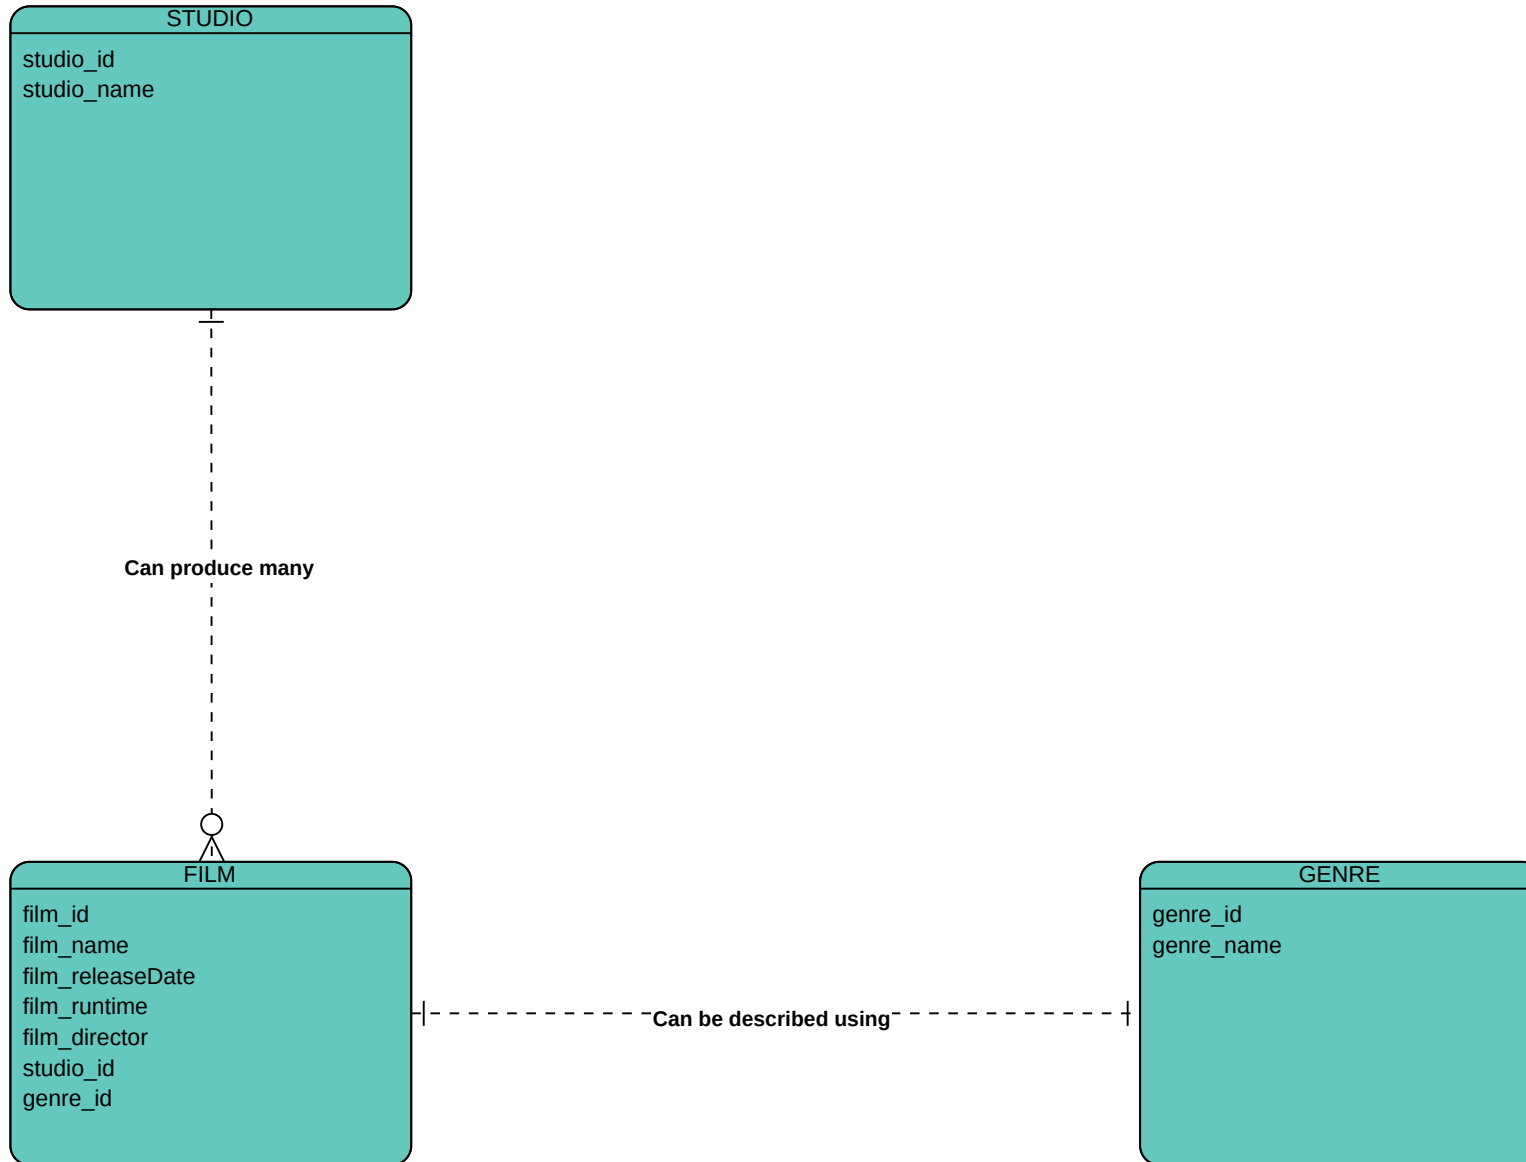 STUDIO
studio_id
studio_name
Can produce many
FILM
film_id
film_name
film_releaseDate
film_runtime
film_director
studio_id
genre_id
Can be described using
GENRE
genre_id
genre_name